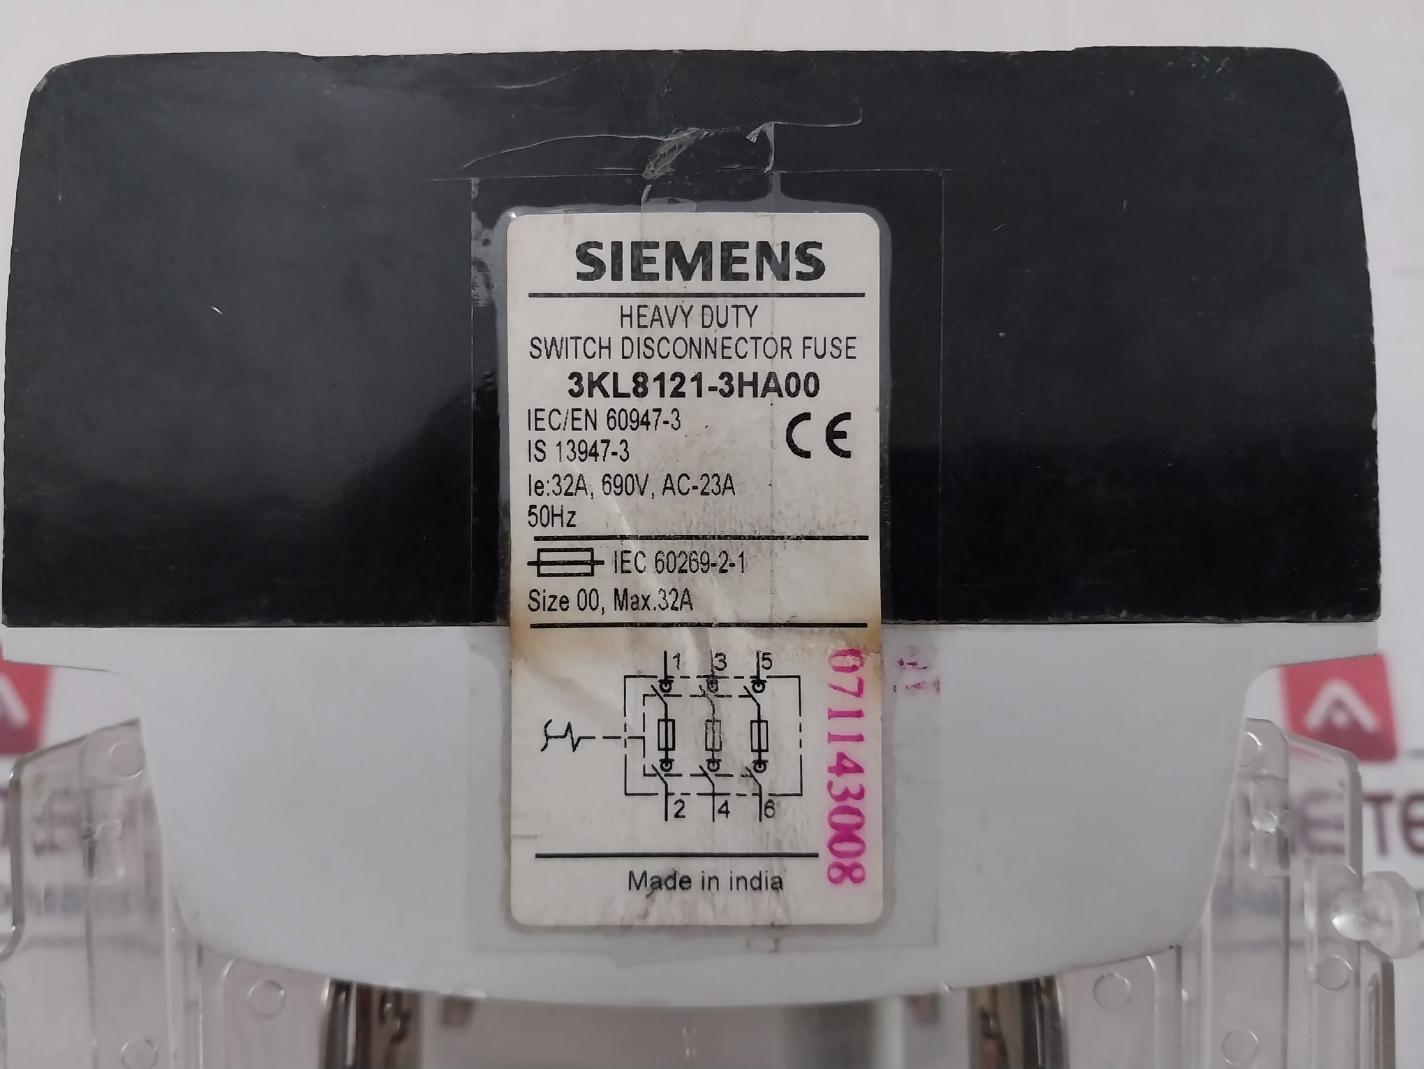 SIEMENS
HEAVY DUTY
SWITCH DISCONNECTOR FUSE
3KL8121-3HA00
IEC/EN 60947-3
CE
IS 13947-3
Ie:32A, 690V, AC-23A
50Hz
IEC 60269-2-1
Size 00, Max.32A
1 3 5
2 4 6
071143008
Made in india